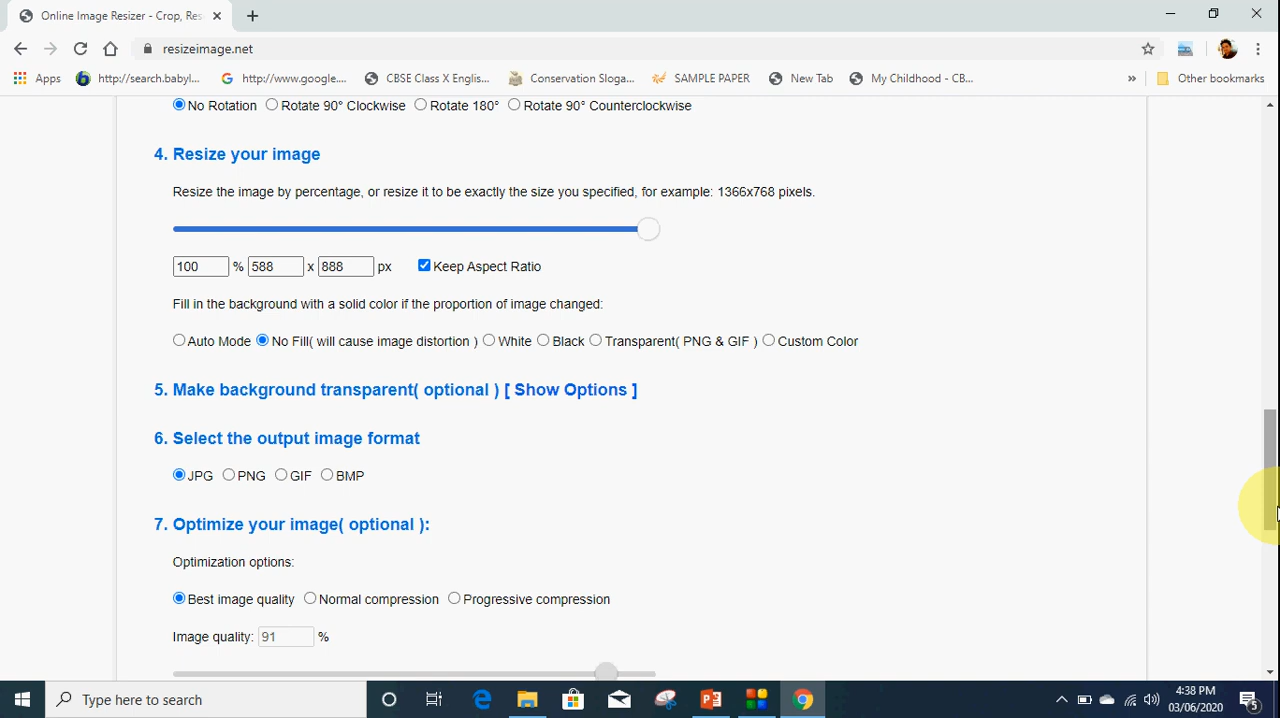 Online Image Resizer - Crop, Res
resizeimage.net
Apps http://search.babyl... http://www.google.... CBSE Class X Englis... Conservation Sloga... SAMPLE PAPER New Tab My Childhood - CB... » Other bookmarks
No Rotation Rotate 90° Clockwise Rotate 180° Rotate 90° Counterclockwise
4. Resize your image
Resize the image by percentage, or resize it to be exactly the size you specified, for example: 1366x768 pixels.
100 % 588 x 888 px Keep Aspect Ratio
Fill in the background with a solid color if the proportion of image changed:
Auto Mode No Fill( will cause image distortion ) White Black Transparent( PNG & GIF ) Custom Color
5. Make background transparent( optional ) [ Show Options ]
6. Select the output image format
JPG PNG GIF BMP
7. Optimize your image( optional ):
Optimization options:
Best image quality Normal compression Progressive compression
Image quality: 91 %
Type here to search
4:38 PM
03/06/2020
5